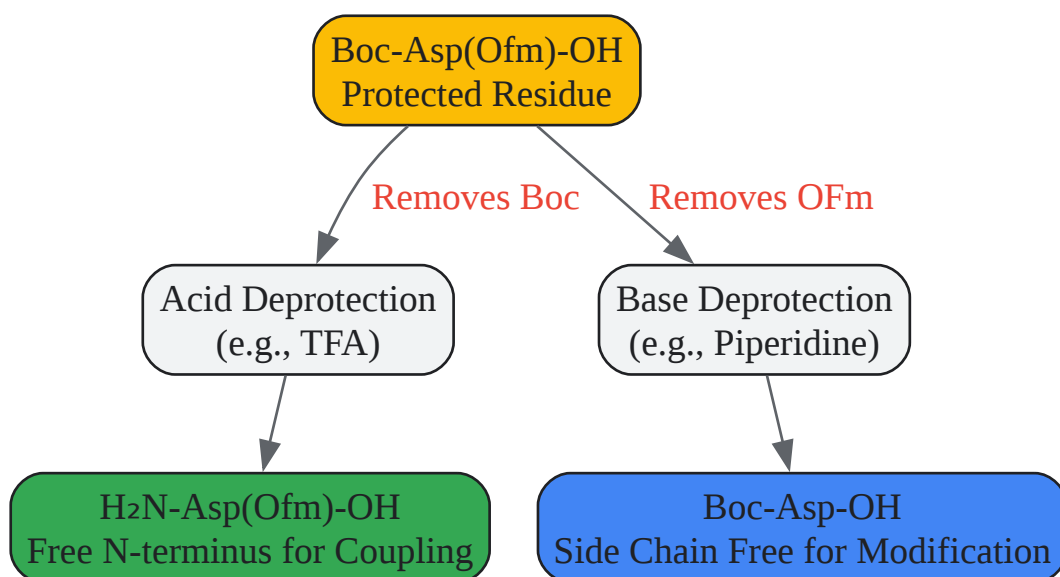 Boc-Asp(Ofm)-OH
Protected Residue
Removes Boc
Removes OFm
Acid Deprotection
(e.g., TFA)
Base Deprotection
(e.g., Piperidine)
H₂N-Asp(Ofm)-OH
Free N-terminus for Coupling
Boc-Asp-OH
Side Chain Free for Modification